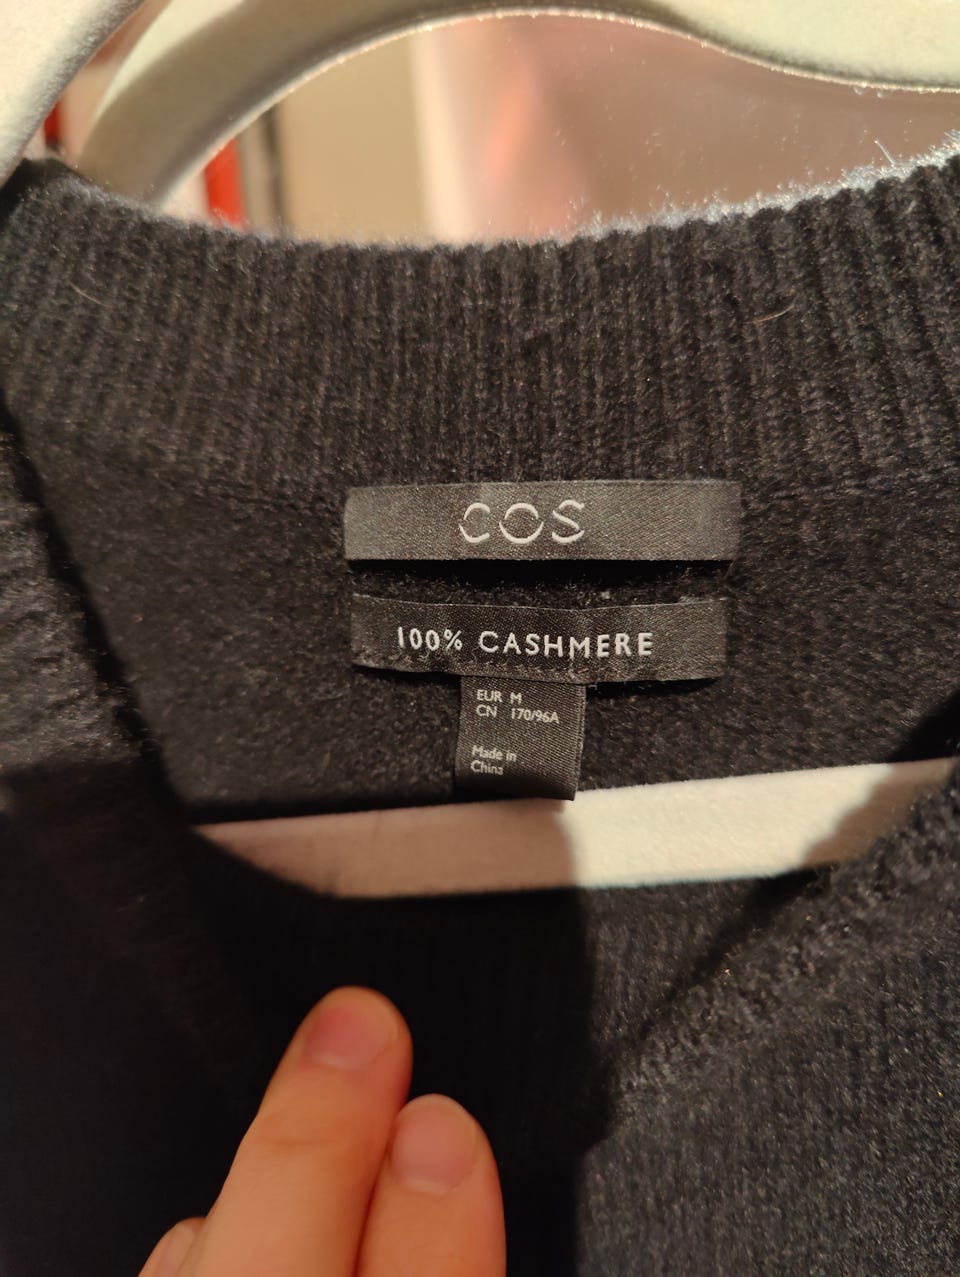 COS
100% CASHMERE
EUR M
CN 170/96A
Made in
China